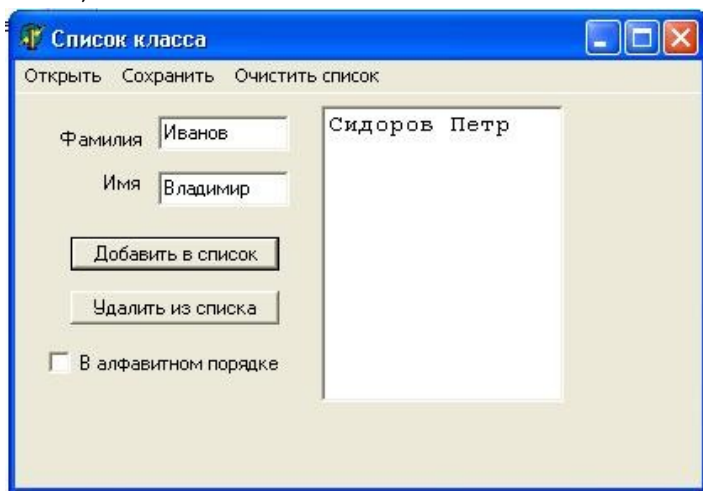 Список класса
Открыть Сохранить Очистить список
Фамилия Иванов
Имя Владимир
Добавить в список
Удалить из списка
В алфавитном порядке
Сидоров Петр